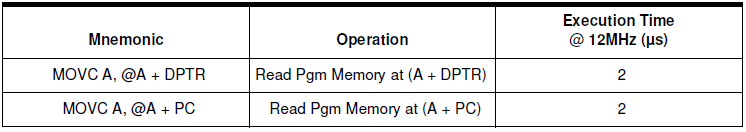 Mnemonic Operation Execution Time
@ 12MHz (µs)
MOVC A, @A + DPTR Read Pgm Memory at (A + DPTR) 2
MOVC A, @A + PC Read Pgm Memory at (A + PC) 2